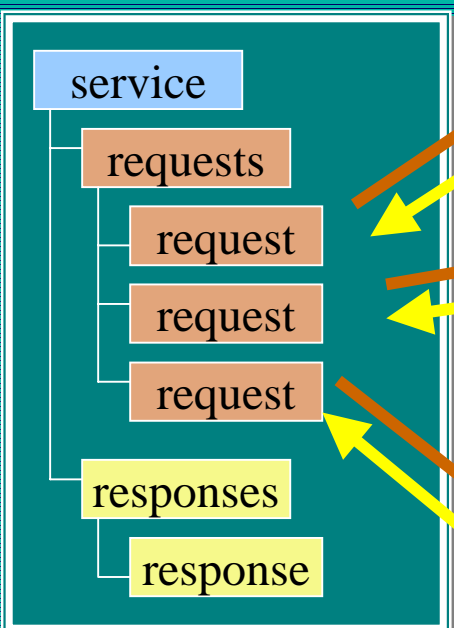 service
requests
request
request
request
responses
response